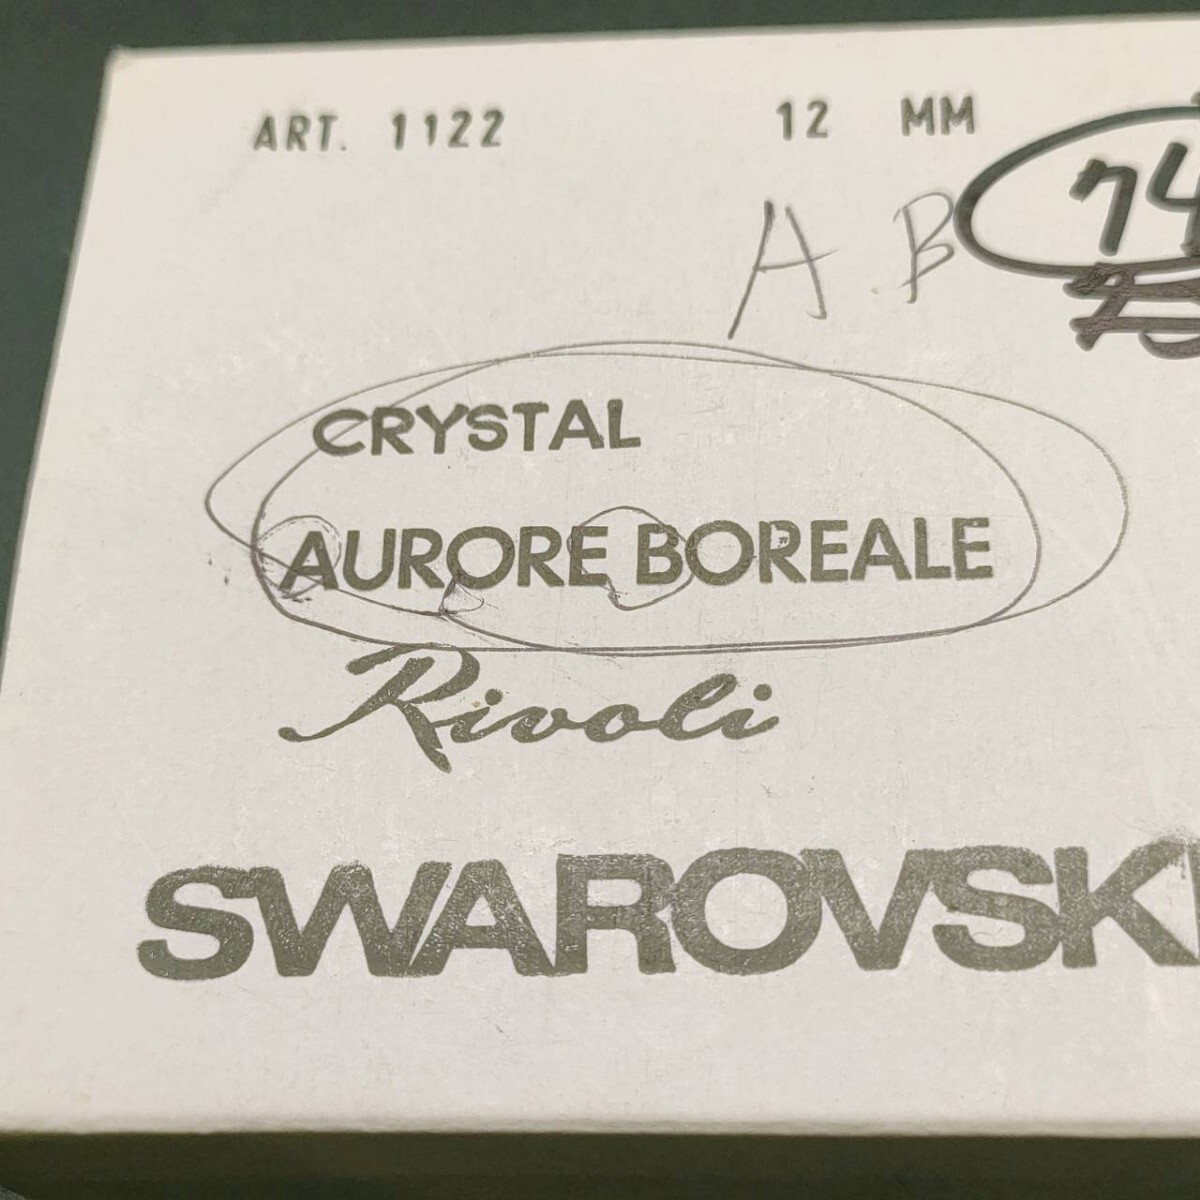 ART. 1122 12 MM
A.B
74
CRYSTAL
AURORE BOREALE
Rivoli
SWAROVSKI